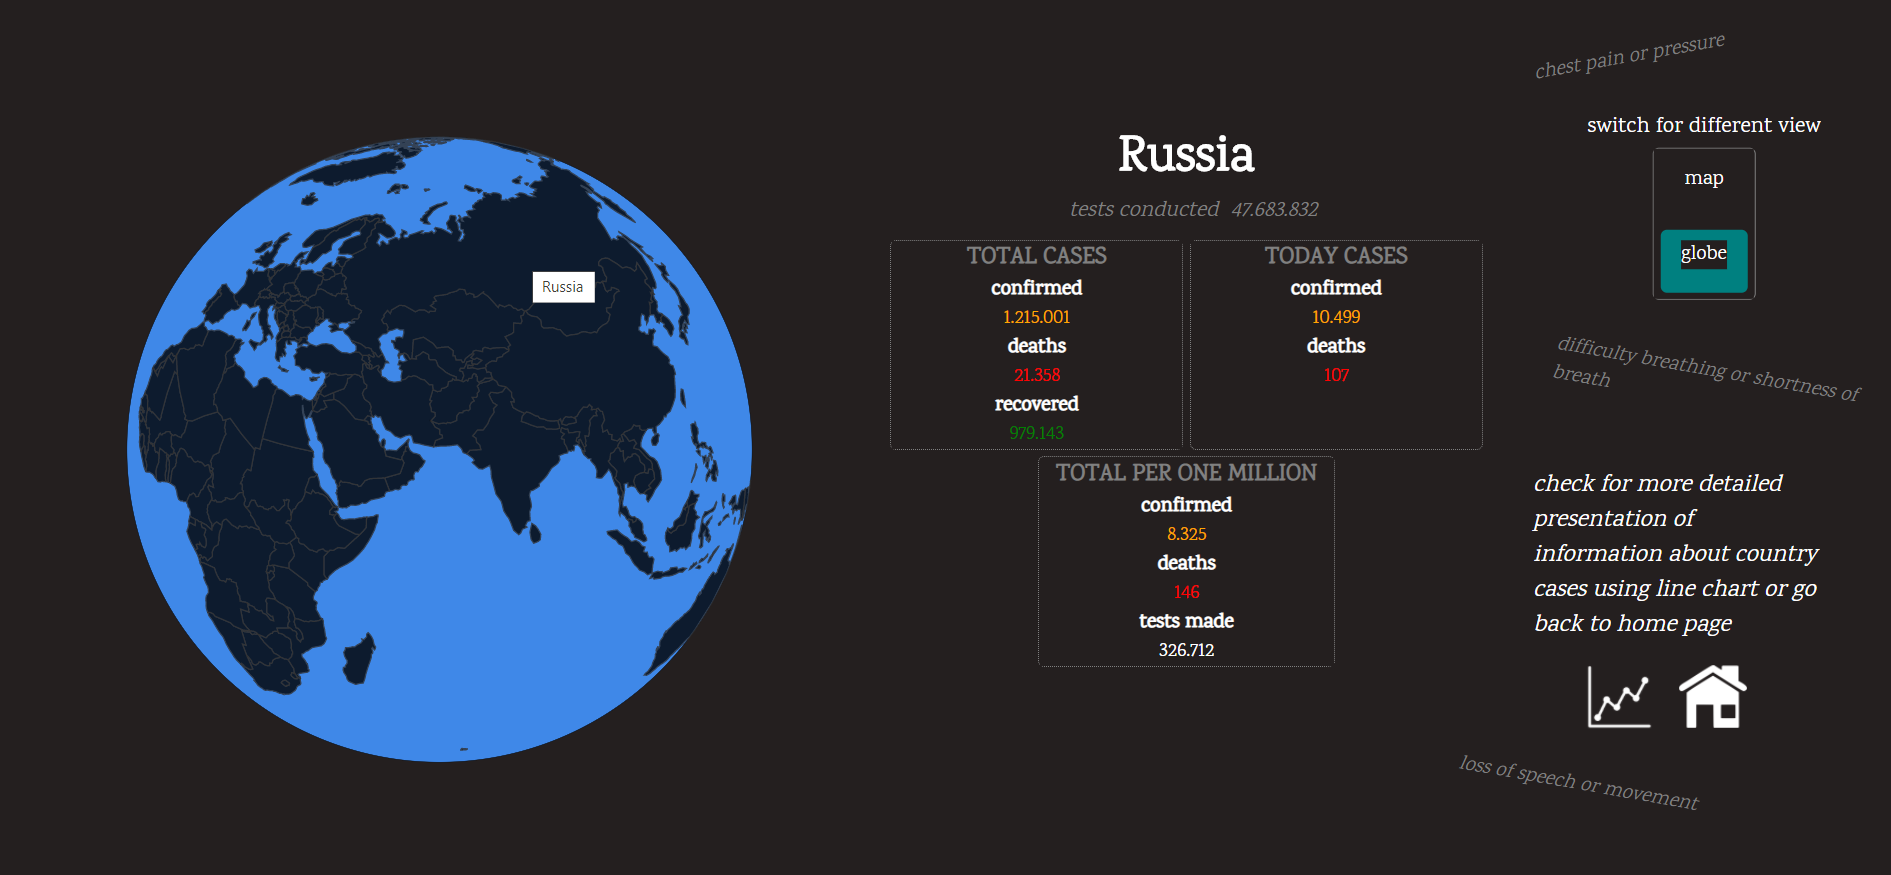 chest pain or pressure
switch for different view
map
globe
Russia
Russia
tests conducted 47.683.832
TOTAL CASES
confirmed
1.215.001
deaths
21.358
recovered
979.143
TODAY CASES
confirmed
10.499
deaths
107
TOTAL PER ONE MILLION
confirmed
8.325
deaths
146
tests made
326.712
difficulty breathing or shortness of
breath
check for more detailed
presentation of
information about country
cases using line chart or go
back to home page
loss of speech or movement